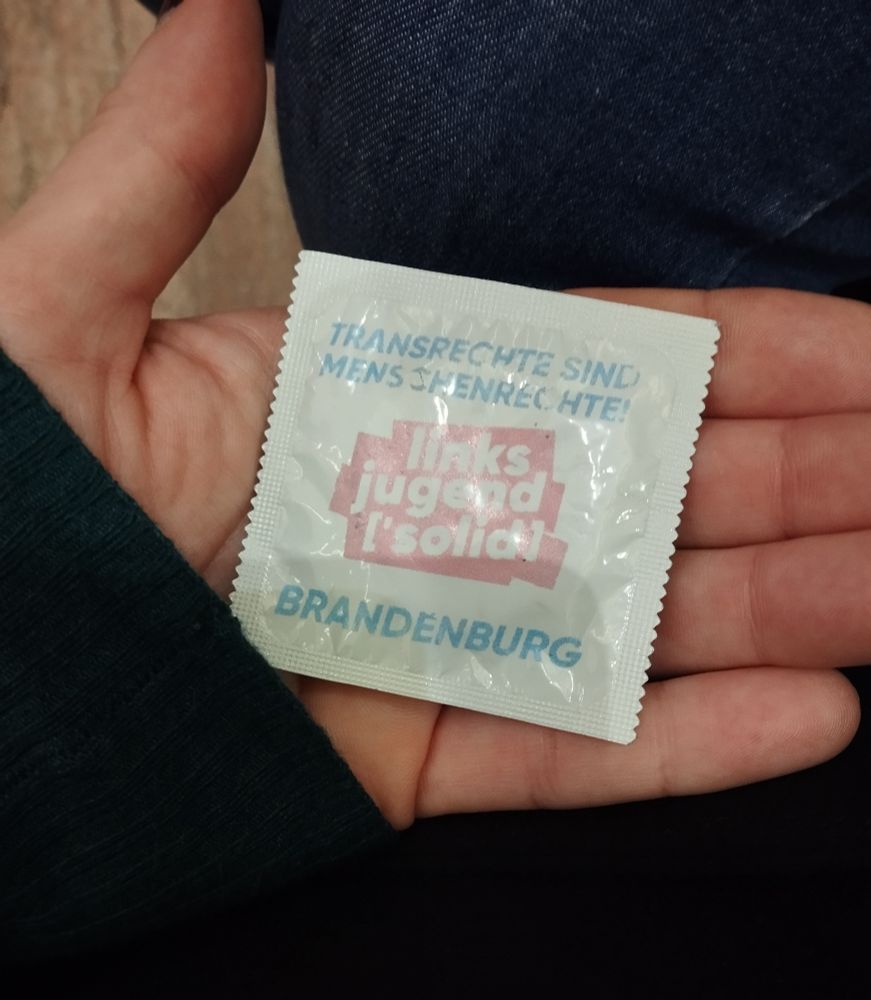 TRANSRECHTE SIND
MENSCHENRECHTE!
links
jugend
['solid]
BRANDENBURG